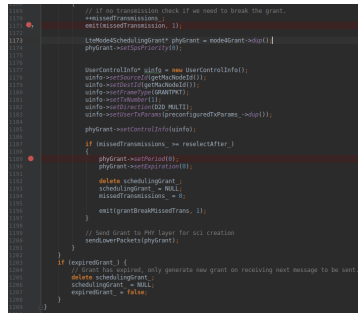 // if no transmission check if we need to break the grant.
++missedTransmissions_;
emit(missedTransmission, 1);
1173
LteMode4SchedulingGrant* phyGrant = mode4Grant->dup();
phyGrant->setSpsPriority(0);
UserControlInfo* uinfo = new UserControlInfo();
uinfo->setSourceId(getMacNodeId());
uinfo->setDestId(getMacNodeId());
uinfo->setFrameType(GRANTPKT);
uinfo->setTxNumber(1);
uinfo->setDirection(D2D_MULTI);
uinfo->setUserTxParams(preconfiguredTxParams_->dup());
phyGrant->setControlInfo(uinfo);
if (missedTransmissions_ >= reselectAfter_)
{
phyGrant->setPeriod(0);
phyGrant->setExpiration(0);
delete schedulingGrant_;
schedulingGrant_ = NULL;
missedTransmissions_ = 0;
emit(grantBreakMissedTrans, 1);
}
// Send Grant to PHY layer for sci creation
sendLowerPackets(phyGrant);
}
}
if (expiredGrant_) {
// Grant has expired, only generate new grant on receiving next message to be sent.
delete schedulingGrant_;
schedulingGrant_ = NULL;
expiredGrant_ = false;
}
}